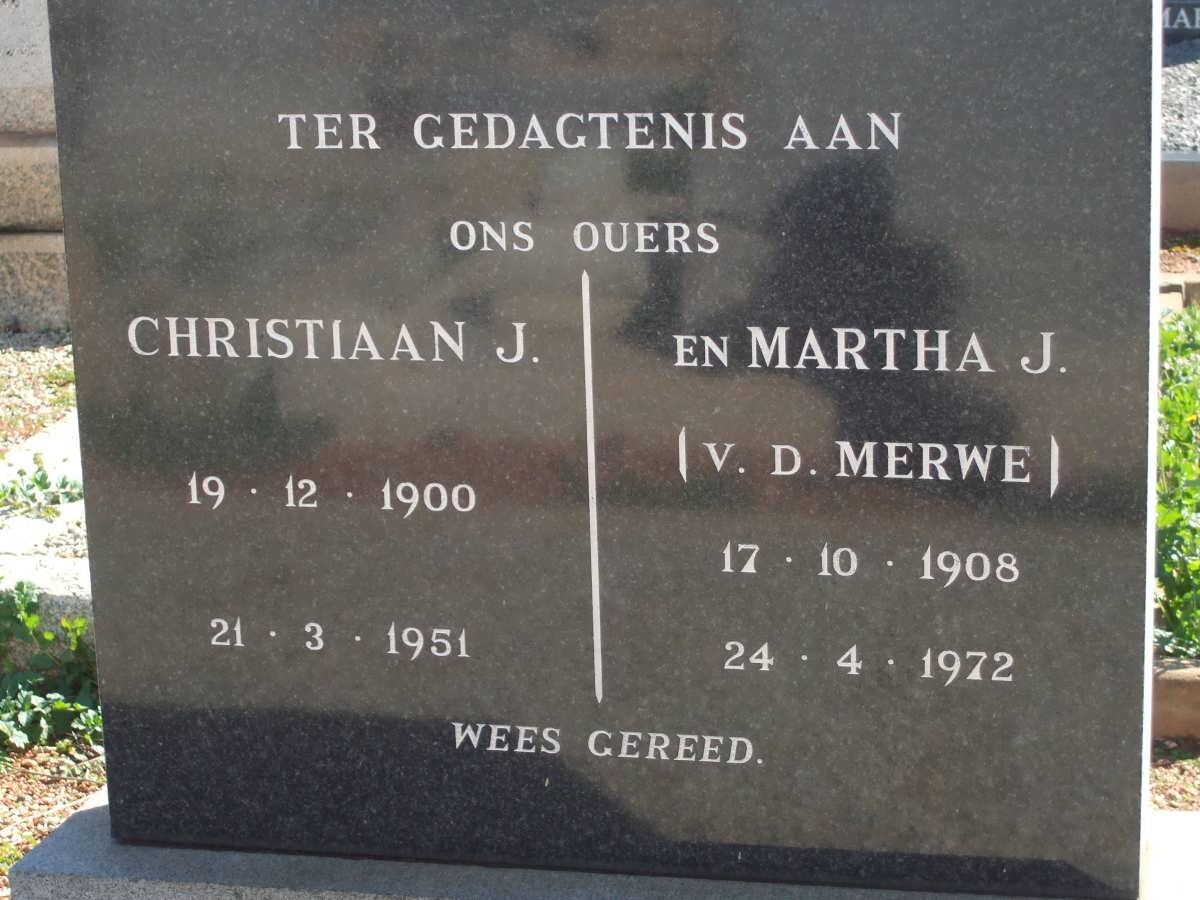 TER GEDAGTENIS AAN
ONS OUERS
CHRISTIAAN J.
19 · 12 · 1900
21 · 3 · 1951
EN MARTHA J.
(V. D. MERWE)
17 · 10 · 1908
24 · 4 · 1972
WEES GEREED.